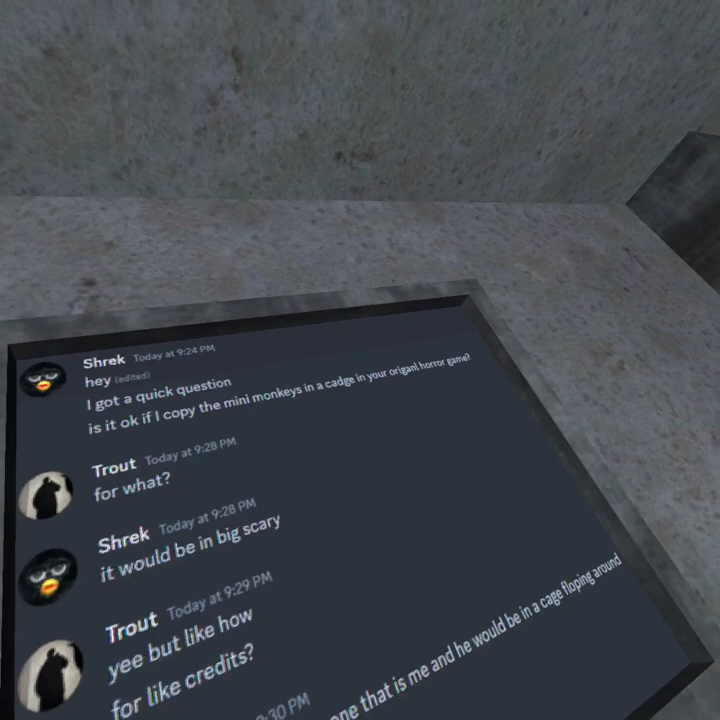 Shrek Today at 9:24 PM
hey (edited)
I got a quick question
is it ok if I copy the mini monkeys in a cadge in your origanl horror game?
Trout Today at 9:28 PM
for what?
Shrek Today at 9:28 PM
it would be in big scary
Trout Today at 9:29 PM
yee but like how
for like credits?
:30 PM
one that is me and he would be in a cage floping around